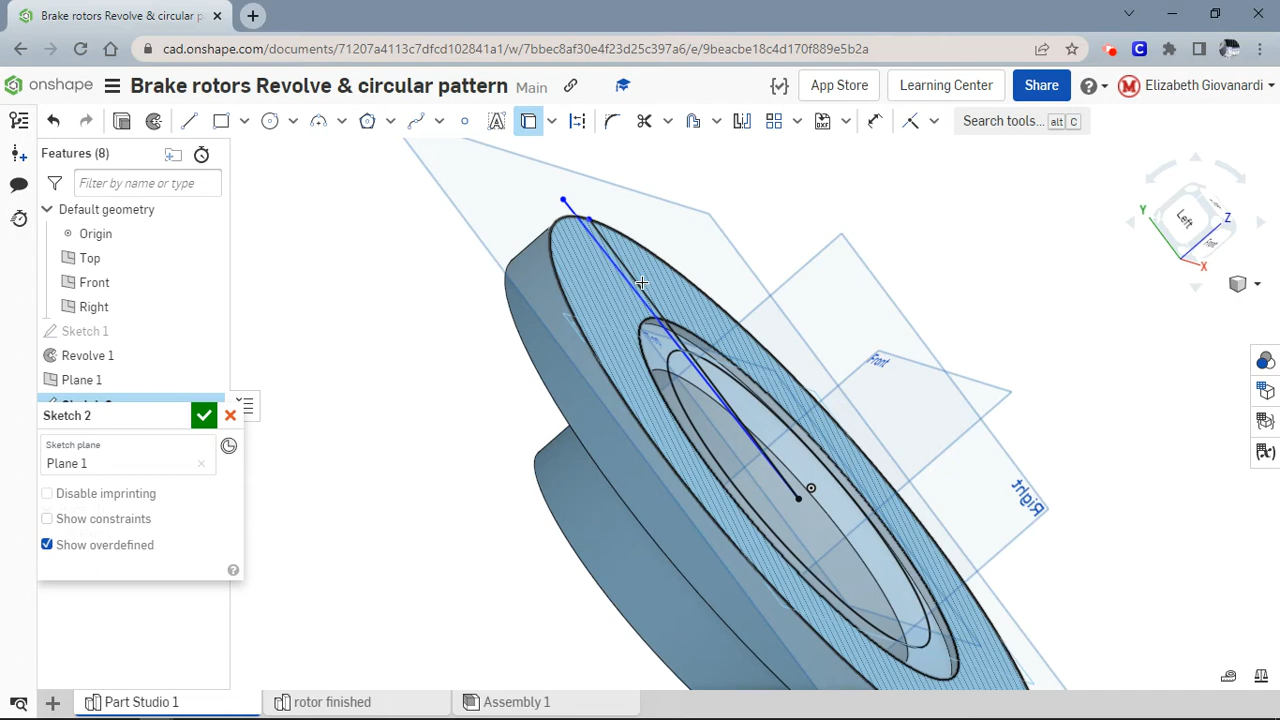 Brake rotors Revolve & circular p
cad.onshape.com/documents/71207a4113c7dfcd102841a1/w/7bbec8af30e4f23d25c397a6/e/9beacbe18c4d170f889e5b2a
onshape Brake rotors Revolve & circular pattern Main App Store Learning Center Share Elizabeth Giovanardi
Search tools... alt C
Features (8)
Filter by name or type
Default geometry
Origin
Top
Front
Right
Sketch 1
Revolve 1
Plane 1
Sketch 2
Sketch plane
Plane 1
Disable imprinting
Show constraints
Show overdefined
Front
Right
Y Left Z
Front
X
Part Studio 1 rotor finished Assembly 1